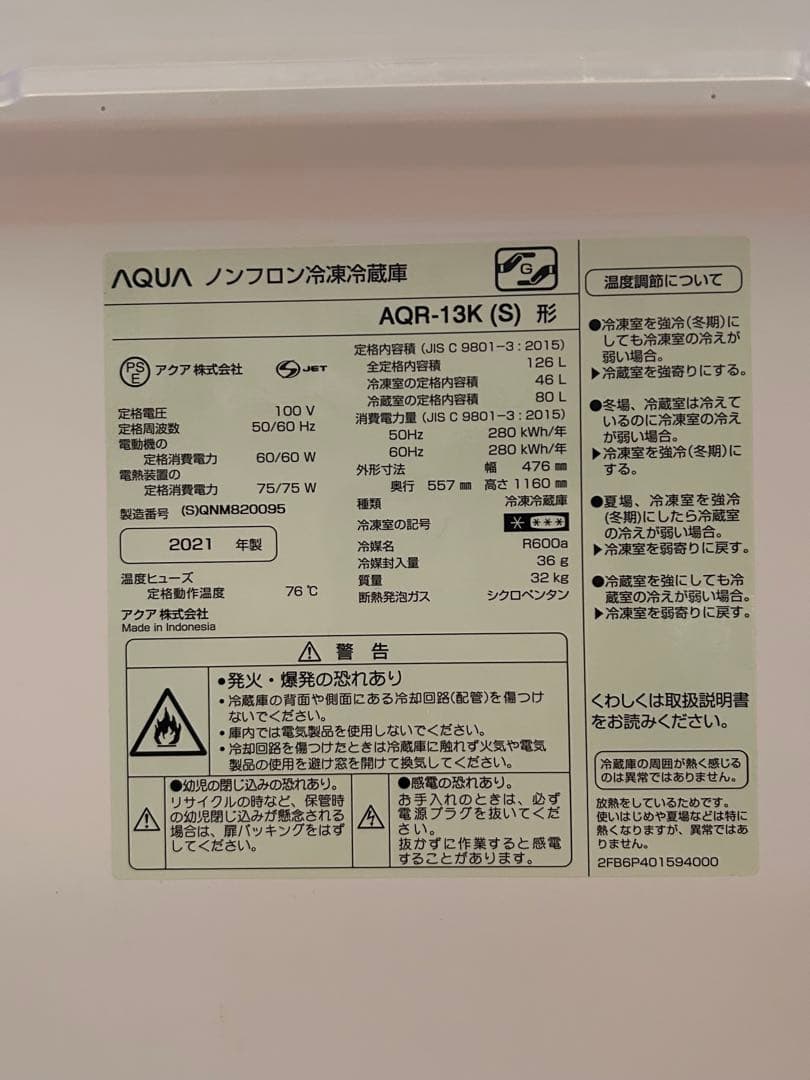 AQUA ノンフロン冷凍冷蔵庫
G
AQR-13K (S) 形
PS
E
アクア 株式会社
S JET
定格電圧 100 V
定格周波数 50/60 Hz
電動機の
定格消費電力 60/60 W
電熱装置の
定格消費電力 75/75 W
製造番号 (S)QNM820095
2021 年製
温度ヒューズ
定格動作温度 76 ℃
アクア 株式会社
Made in Indonesia
定格内容積 (JIS C 9801-3 : 2015)
全定格内容積 126 L
冷凍室の定格内容積 46 L
冷蔵室の定格内容積 80 L
消費電力量 (JIS C 9801-3 : 2015)
50Hz 280 kWh/年
60Hz 280 kWh/年
外形寸法 幅 476 ㎜
奥行 557 ㎜ 高さ 1160 ㎜
種類 冷凍冷蔵庫
冷凍室の記号 * ***
冷媒名 R600a
冷媒封入量 36 g
質量 32 kg
断熱発泡ガス シクロペンタン
警 告
●発火・爆発の恐れあり
・冷蔵庫の背面や側面にある冷却回路(配管)を傷つけ
ないでください。
・庫内では電気製品を使用しないでください。
・冷却回路を傷つけたときは冷蔵庫に触れず火気や電気
製品の使用を避け窓を開けて換気してください。
●幼児の閉じ込みの恐れあり。
リサイクルの時など、保管時
の幼児閉じ込みが懸念される
場合は、扉パッキングをはず
してください。
●感電の恐れあり。
お手入れのときは、必ず
電源プラグを抜いてくだ
さい。
抜かずに作業すると感電
することがあります。
温度調節について
●冷凍室を強冷(冬期)に
しても冷凍室の冷えが
弱い場合。
▶冷蔵室を強寄りにする。
●冬場、冷蔵室は冷えて
いるのに冷凍室の冷え
が弱い場合。
▶冷凍室を強冷(冬期)に
する。
●夏場、冷凍室を強冷
(冬期)にしたら冷蔵室
の冷えが弱い場合。
▶冷凍室を弱寄りに戻す。
●冷蔵室を強にしても冷
蔵室の冷えが弱い場合。
▶冷凍室を弱寄りに戻す。
くわしくは取扱説明書
をお読みください。
冷蔵庫の周囲が熱く感じる
のは異常ではありません。
放熱をしているためです。
使いはじめや夏場などは特に
熱くなりますが、異常ではあ
りません。
2FB6P401594000